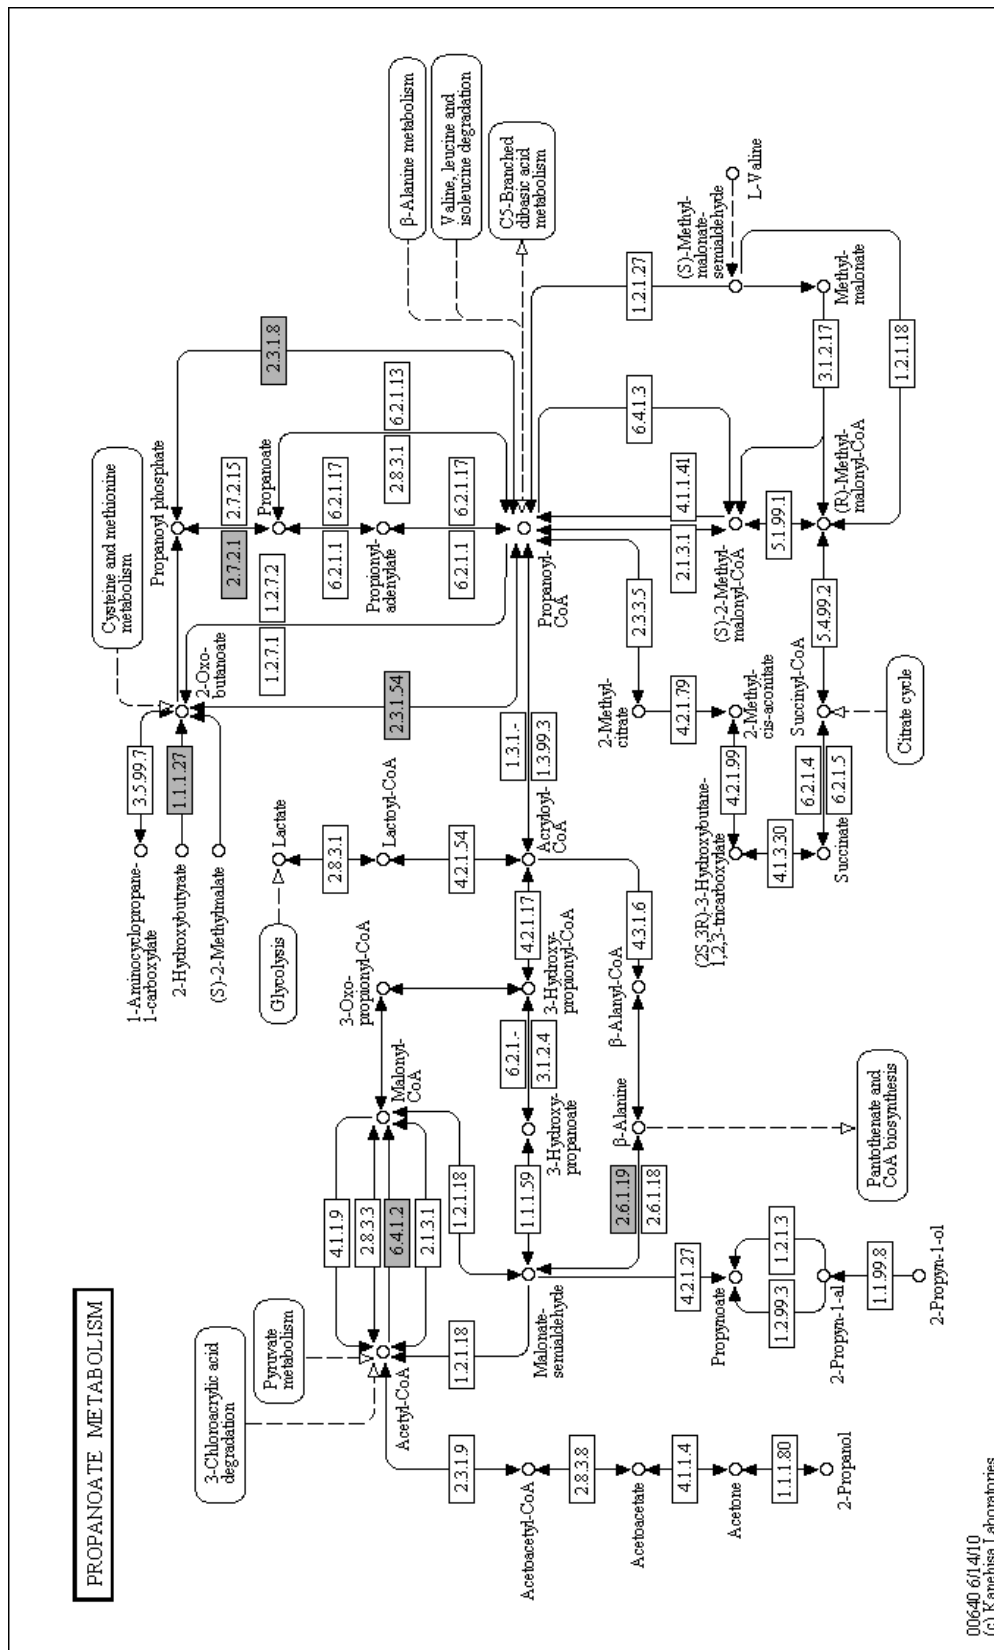 PROPANOATE METABOLISM
3-Chloroacrylic acid
degradation
Pyruvate
metabolism
Acetyl-CoA
4.1.1.9
2.8.3.3
6.4.1.2
2.1.3.1
1.2.1.18
1.2.1.18
Malonyl-
CoA
3-Oxo-
propionyl-CoA
Glycolysis
Lactate
2.8.3.1
Lactoyl-CoA
4.2.1.54
1-Aminocyclopropane-
1-carboxylate
2-Hydroxybutyrate
(S)-2-Methylmalate
3.5.99.7
1.1.1.27
2-Oxo-
butanoate
Cysteine and methionine
metabolism
Propanoyl phosphate
2.7.2.1
2.7.2.15
Propanoate
1.2.7.1
1.2.7.2
6.2.1.1
6.2.1.17
Propionyl-
adenylate
6.2.1.1
6.2.1.17
2.3.1.54
2.8.3.1
6.2.1.13
2.3.1.8
β-Alanine metabolism
Valine, leucine and
isoleucine degradation
C5-Branched
dibasic acid
metabolism
2.3.1.9
Acetoacetyl-CoA
2.8.3.8
Acetoacetate
4.1.1.4
Acetone
1.1.1.80
2-Propanol
Malonate-
semialdehyde
1.1.1.59
3-Hydroxy-
propanoate
6.2.1.-
3.1.2.4
3-Hydroxy-
propionyl-CoA
4.2.1.17
Acryloyl-
CoA
1.3.1.-
1.3.99.3
Propanoyl-
CoA
2.6.1.19
2.6.1.18
β-Alanine
β-Alanyl-CoA
4.3.1.6
Pantothenate and
CoA biosynthesis
4.2.1.27
Propynoate
1.2.99.3
1.2.1.3
2-Propyn-1-al
1.1.99.8
2-Propyn-1-ol
2.3.3.5
2-Methyl-
citrate
4.2.1.79
2-Methyl-
cis-aconitate
4.2.1.99
(2S,3R)-3-Hydroxybutane-
1,2,3-tricarboxylate
4.1.3.30
Succinate
6.2.1.4
6.2.1.5
Succinyl-CoA
Citrate cycle
5.4.99.2
2.1.3.1
4.1.1.41
6.4.1.3
(S)-2-Methyl-
malonyl-CoA
5.1.99.1
(R)-Methyl-
malonyl-CoA
1.2.1.27
(S)-Methyl-
malonate-
semialdehyde
L-Valine
Methyl-
malonate
3.1.2.17
1.2.1.18
00640 6/14/10
(c) Kanehisa Laboratories